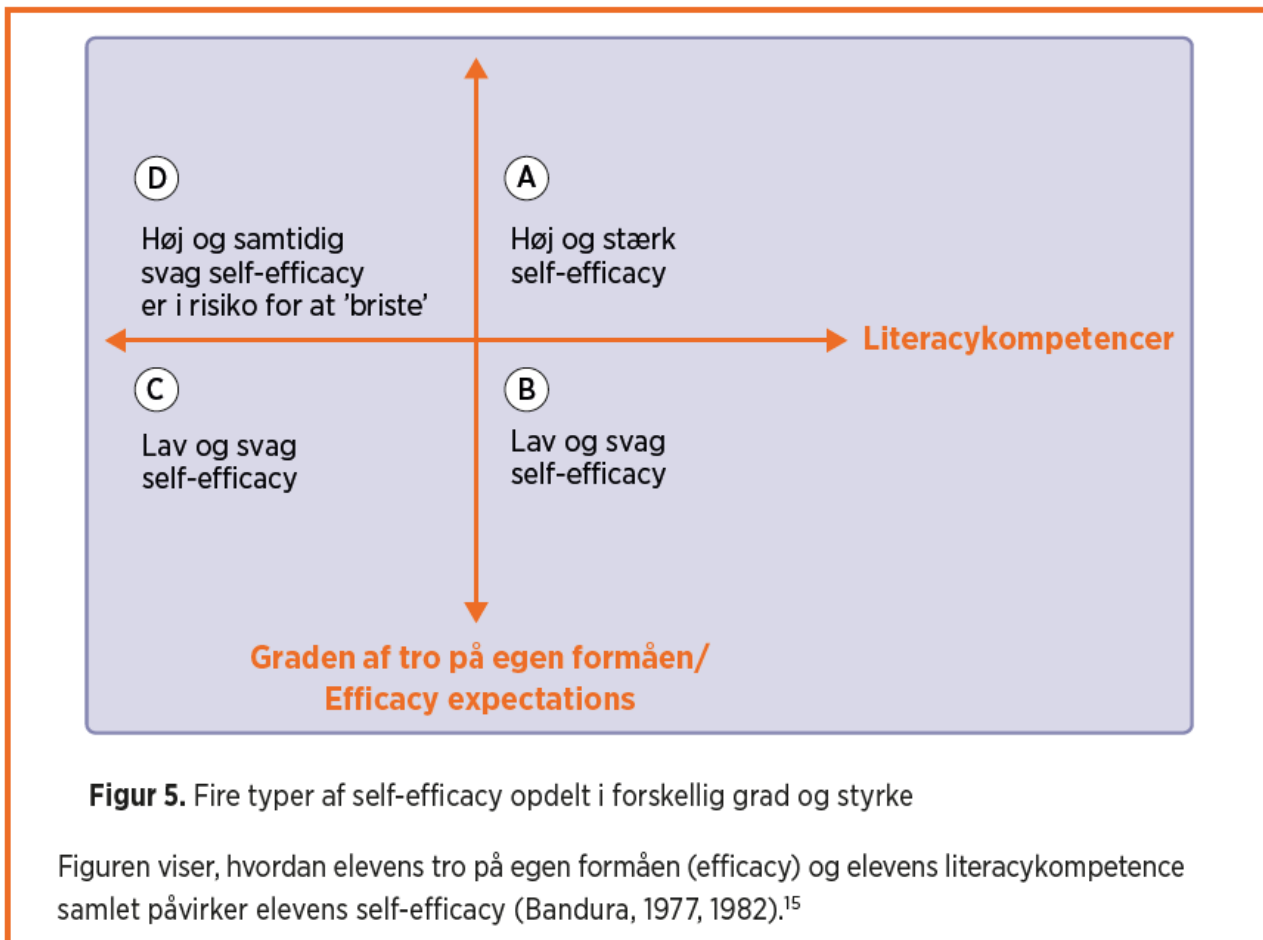 D
Høj og samtidig
svag self-efficacy
er i risiko for at ’briste’
A
Høj og stærk
self-efficacy
Literacykompetencer
C
Lav og svag
self-efficacy
B
Lav og svag
self-efficacy
Graden af tro på egen formåen/
Efficacy expectations
Figur 5. Fire typer af self-efficacy opdelt i forskellig grad og styrke
Figuren viser, hvordan elevens tro på egen formåen (efficacy) og elevens literacykompetence
samlet påvirker elevens self-efficacy (Bandura, 1977, 1982).¹⁵